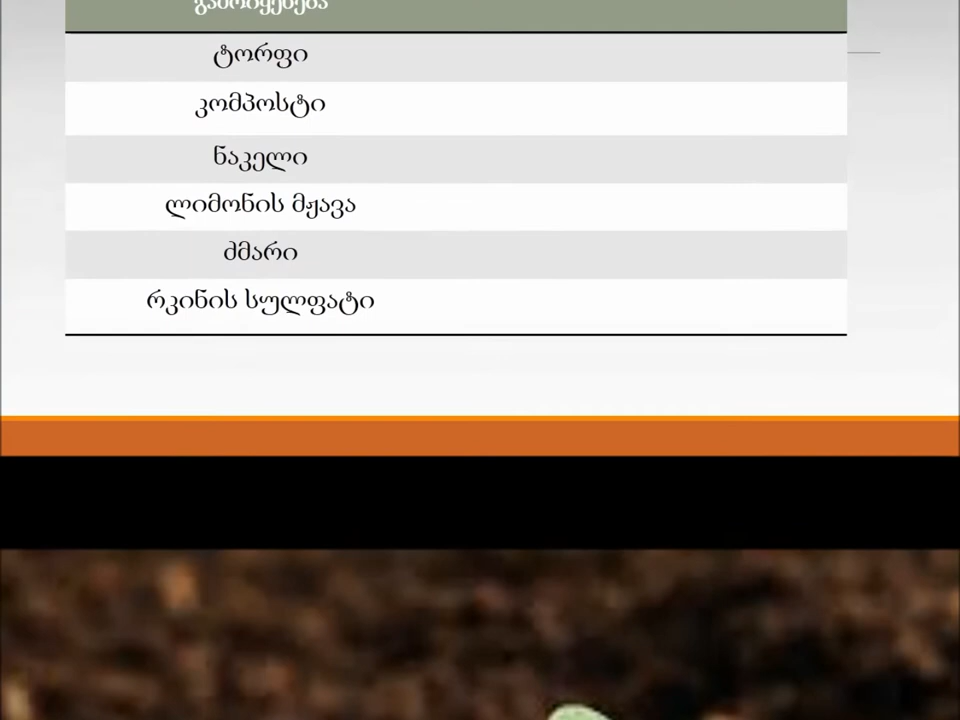 ტორფი
კომპოსტი
ნაკელი
ლიმონის მჟავა
ძმარი
რკინის სულფატი